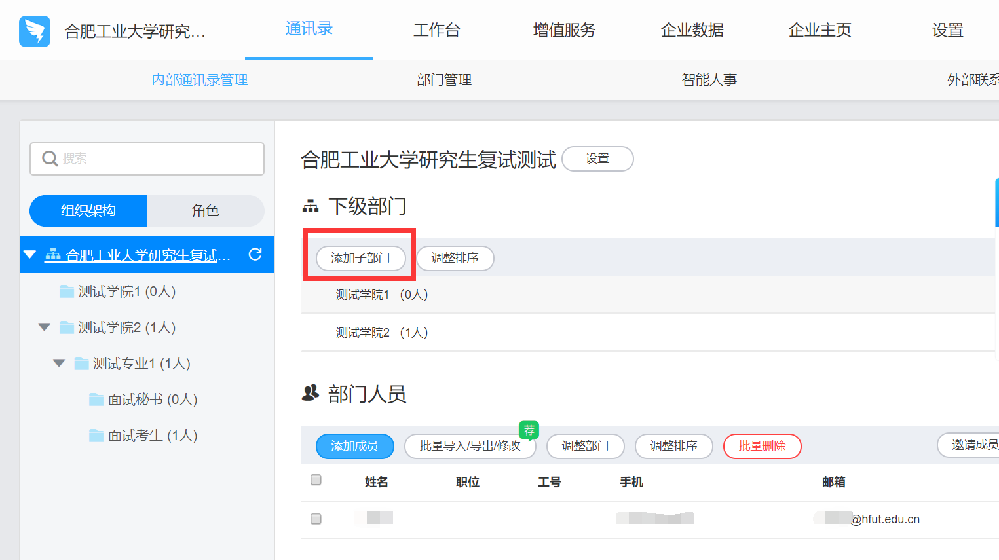 合肥工业大学研究… 通讯录 工作台 增值服务 企业数据 企业主页 设置
内部通讯录管理 部门管理 智能人事 外部联系
搜索
组织架构 角色
合肥工业大学研究生复试…
测试学院1 (0人)
测试学院2 (1人)
测试专业1 (1人)
面试秘书 (0人)
面试考生 (1人)
合肥工业大学研究生复试测试 设置
下级部门
添加子部门 调整排序
测试学院1 （0人）
测试学院2 （1人）
部门人员
荐
添加成员 批量导入/导出/修改 调整部门 调整排序 批量删除 邀请成员
姓名 职位 工号 手机 邮箱
@hfut.edu.cn